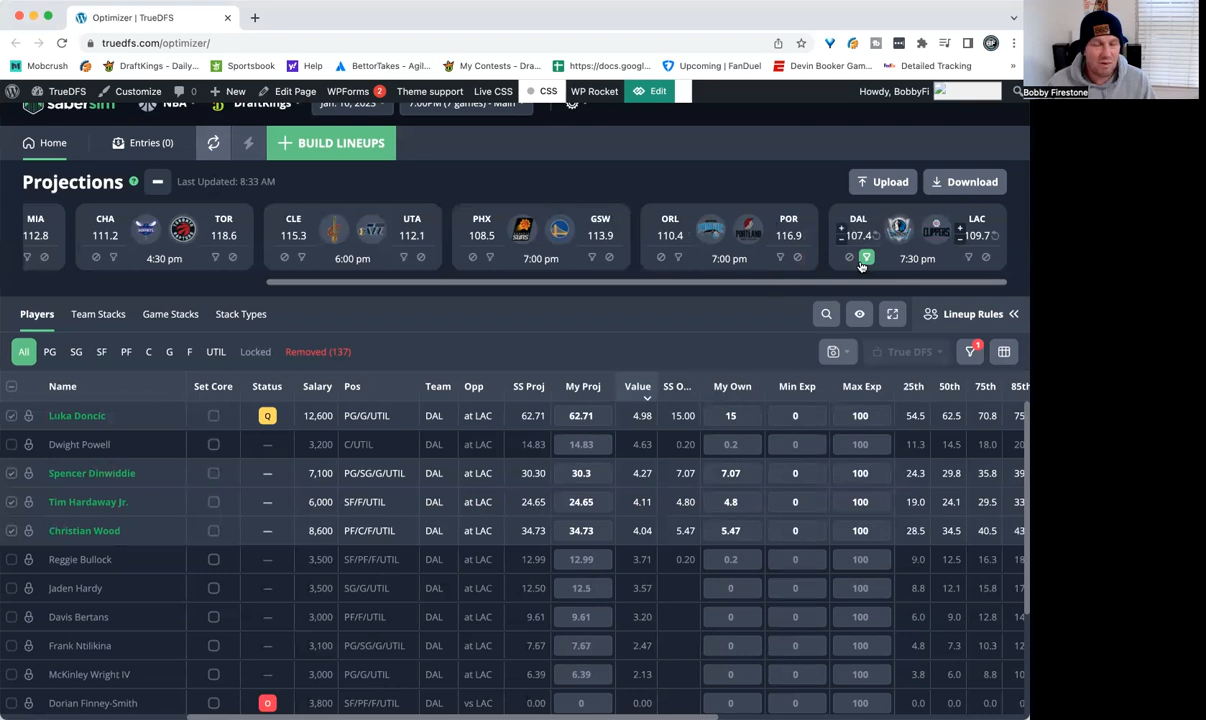 Optimizer | TrueDFS
truedfs.com/optimizer/
Mobcrush
DraftKings - Daily...
Sportsbook
Help
BettorTakes - Agil...
My Contests - Dra...
https://docs.googl...
Upcoming | FanDuel
Devin Booker Gam...
Detailed Tracking
»
TrueDFS
Customize
0
New
Edit Page
WPForms 2
Theme support
Live CSS
CSS
WP Rocket
Edit
Howdy, BobbyFi
Bobby Firestone
sabersim
NBA
DraftKings
Jan. 10, 2023
7:00PM (7 games) - Main
Home
Entries (0)
+ BUILD LINEUPS
Projections
Last Updated: 8:33 AM
Upload
Download
MIA
112.8
CHA TOR
111.2 118.6
4:30 pm
CLE UTA
115.3 112.1
6:00 pm
PHX GSW
108.5 113.9
7:00 pm
ORL POR
110.4 116.9
7:00 pm
DAL LAC
107.4 109.7
7:30 pm
Players Team Stacks Game Stacks Stack Types
Lineup Rules
All PG SG SF PF C G F UTIL Locked Removed (137)
True DFS
1
Name Set Core Status Salary Pos Team Opp SS Proj My Proj Value SS O... My Own Min Exp Max Exp 25th 50th 75th 85th
Luka Doncic Q 12,600 PG/G/UTIL DAL at LAC 62.71 62.71 4.98 15.00 15 0 100 54.5 62.5 70.8 75
Dwight Powell — 3,200 C/UTIL DAL at LAC 14.83 14.83 4.63 0.20 0.2 0 100 11.3 14.5 18.0 20
Spencer Dinwiddie — 7,100 PG/SG/G/UTIL DAL at LAC 30.30 30.3 4.27 7.07 7.07 0 100 24.3 29.8 35.8 39
Tim Hardaway Jr. — 6,000 SF/F/UTIL DAL at LAC 24.65 24.65 4.11 4.80 4.8 0 100 19.0 24.1 29.5 33
Christian Wood — 8,600 PF/C/F/UTIL DAL at LAC 34.73 34.73 4.04 5.47 5.47 0 100 28.5 34.5 40.5 43
Reggie Bullock — 3,500 SF/PF/F/UTIL DAL at LAC 12.99 12.99 3.71 0.20 0.2 0 100 9.0 12.5 16.3 18
Jaden Hardy — 3,500 SG/G/UTIL DAL at LAC 12.50 12.5 3.57 0 0 100 8.8 12.1 15.8 17
Davis Bertans — 3,000 PF/F/UTIL DAL at LAC 9.61 9.61 3.20 0 0 100 6.0 9.0 12.8 14
Frank Ntilikina — 3,100 PG/SG/G/UTIL DAL at LAC 7.67 7.67 2.47 0 0 100 4.8 7.3 10.3 12
McKinley Wright IV — 3,000 PG/G/UTIL DAL at LAC 6.39 6.39 2.13 0 0 100 3.8 6.0 8.8 10
Dorian Finney-Smith O 3,800 SF/PF/F/UTIL DAL vs LAC 0.00 0 0.00 0 0 100 0.0 0.0 0.0 0.